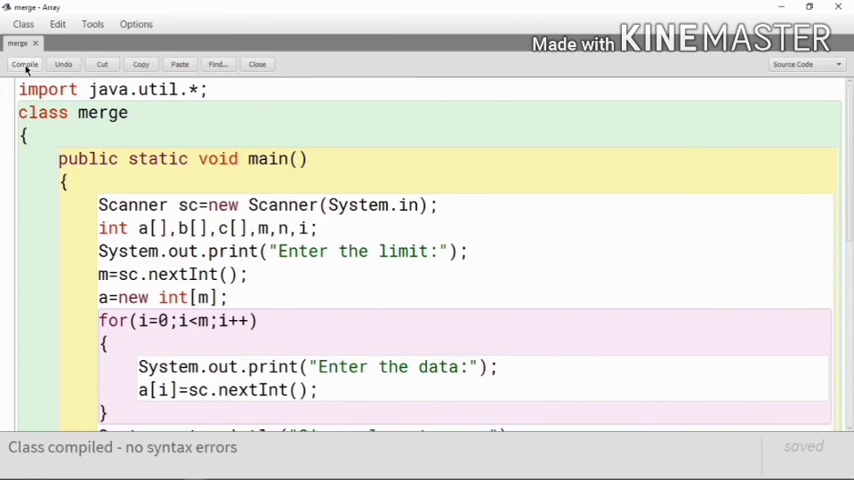 merge - Array
Class Edit Tools Options
Made with KINEMASTER
merge ×
Compile Undo Cut Copy Paste Find... Close Source Code
import java.util.*;
class merge
{
public static void main()
{
Scanner sc=new Scanner(System.in);
int a[],b[],c[],m,n,i;
System.out.print("Enter the limit:");
m=sc.nextInt();
a=new int[m];
for(i=0;i<m;i++)
{
System.out.print("Enter the data:");
a[i]=sc.nextInt();
}
Class compiled - no syntax errors
saved